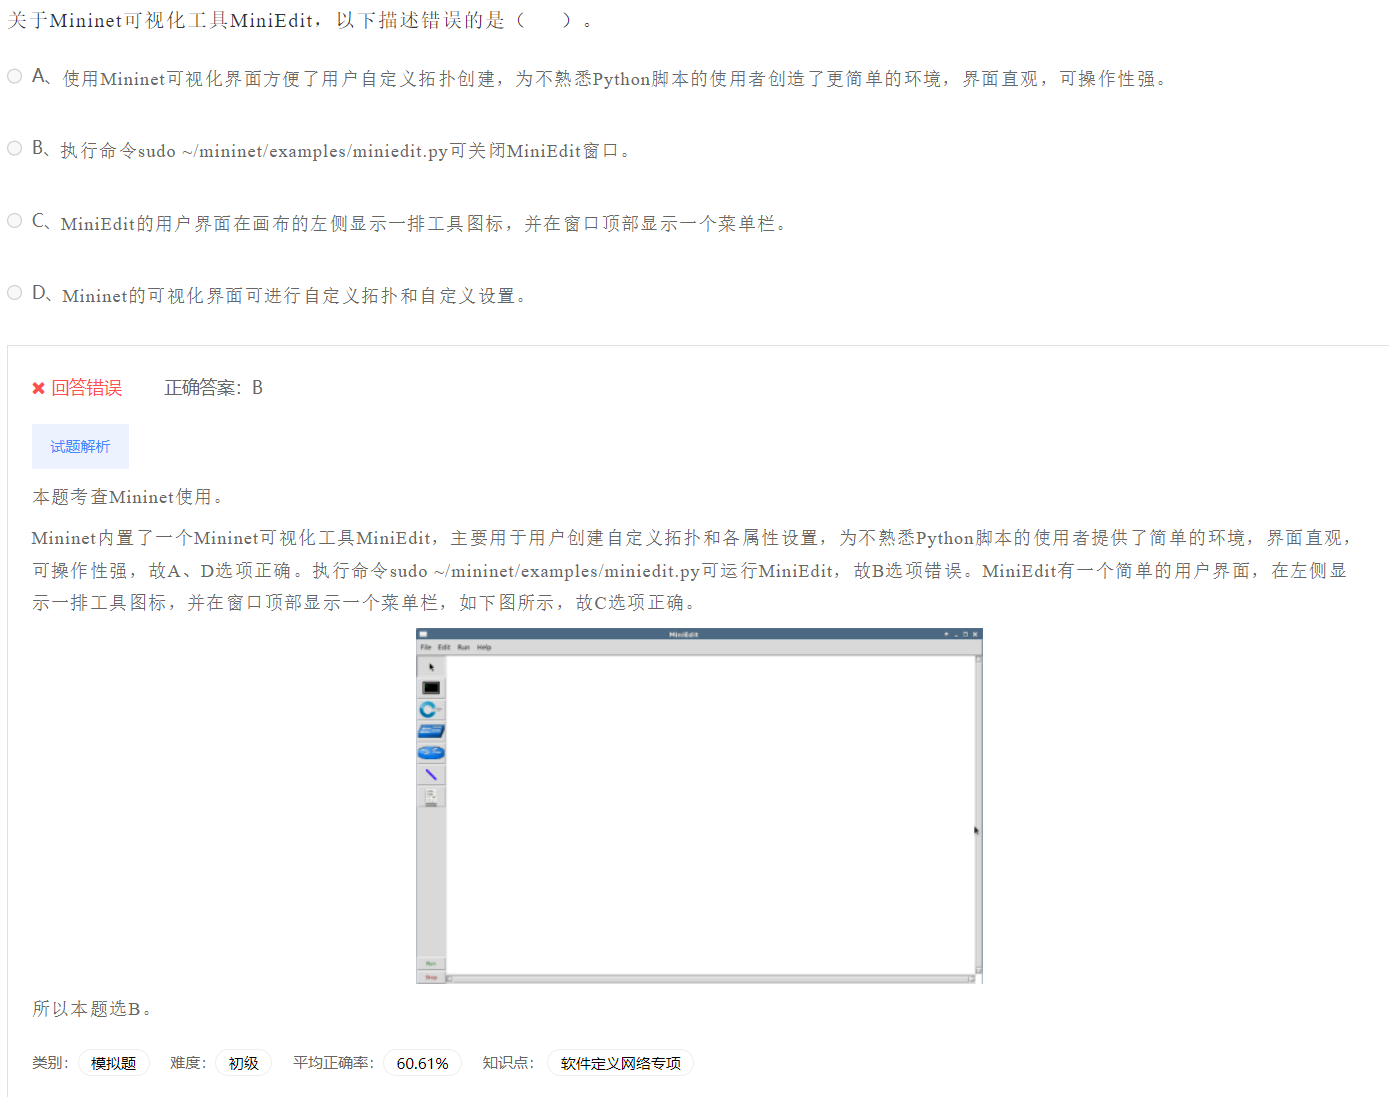 关于Mininet可视化工具MiniEdit，以下描述错误的是（　　）。
A、使用Mininet可视化界面方便了用户自定义拓扑创建，为不熟悉Python脚本的使用者创造了更简单的环境，界面直观，可操作性强。
B、执行命令sudo ~/mininet/examples/miniedit.py可关闭MiniEdit窗口。
C、MiniEdit的用户界面在画布的左侧显示一排工具图标，并在窗口顶部显示一个菜单栏。
D、Mininet的可视化界面可进行自定义拓扑和自定义设置。
回答错误 正确答案：B
试题解析
本题考查Mininet使用。
Mininet内置了一个Mininet可视化工具MiniEdit，主要用于用户创建自定义拓扑和各属性设置，为不熟悉Python脚本的使用者提供了简单的环境，界面直观，
可操作性强，故A、D选项正确。执行命令sudo ~/mininet/examples/miniedit.py可运行MiniEdit，故B选项错误。MiniEdit有一个简单的用户界面，在左侧显
示一排工具图标，并在窗口顶部显示一个菜单栏，如下图所示，故C选项正确。
MiniEdit
File Edit Run Help
Run
Stop
所以本题选B。
类别： 模拟题 难度： 初级 平均正确率： 60.61% 知识点： 软件定义网络专项